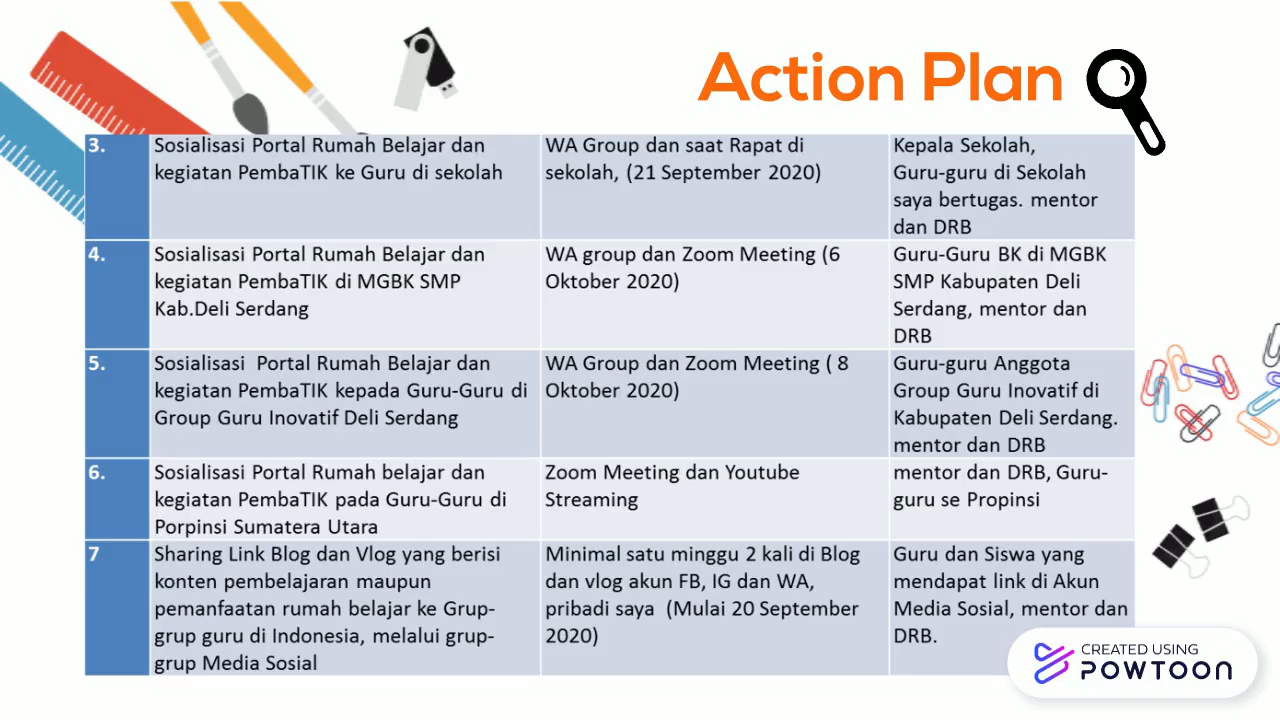 Action Plan
3.
Sosialisasi Portal Rumah Belajar dan
kegiatan PembaTIK ke Guru di sekolah
WA Group dan saat Rapat di
sekolah, (21 September 2020)
Kepala Sekolah,
Guru-guru di Sekolah
saya bertugas. mentor
dan DRB
4.
Sosialisasi Portal Rumah Belajar dan
kegiatan PembaTIK di MGBK SMP
Kab.Deli Serdang
WA group dan Zoom Meeting (6
Oktober 2020)
Guru-Guru BK di MGBK
SMP Kabupaten Deli
Serdang, mentor dan
DRB
5.
Sosialisasi  Portal Rumah Belajar dan
kegiatan PembaTIK kepada Guru-Guru di
Group Guru Inovatif Deli Serdang
WA Group dan Zoom Meeting ( 8
Oktober 2020)
Guru-guru Anggota
Group Guru Inovatif di
Kabupaten Deli Serdang.
mentor dan DRB
6.
Sosialisasi Portal Rumah belajar dan
kegiatan PembaTIK pada Guru-Guru di
Porpinsi Sumatera Utara
Zoom Meeting dan Youtube
Streaming
mentor dan DRB, Guru-
guru se Propinsi
7
Sharing Link Blog dan Vlog yang berisi
konten pembelajaran maupun
pemanfaatan rumah belajar ke Grup-
grup guru di Indonesia, melalui grup-
grup Media Sosial
Minimal satu minggu 2 kali di Blog
dan vlog akun FB, IG dan WA,
pribadi saya  (Mulai 20 September
2020)
Guru dan Siswa yang
mendapat link di Akun
Media Sosial, mentor dan
DRB.
CREATED USING
POWTOON